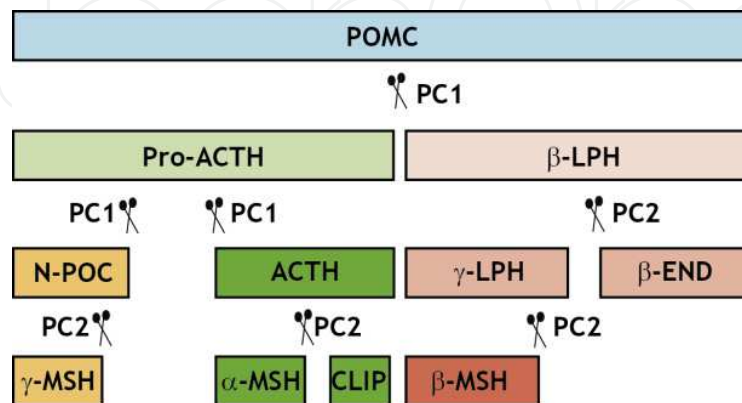 POMC
PC1
Pro-ACTH β-LPH
PC1 PC1 PC2
N-POC ACTH γ-LPH β-END
PC2 PC2 PC2
γ-MSH α-MSH CLIP β-MSH